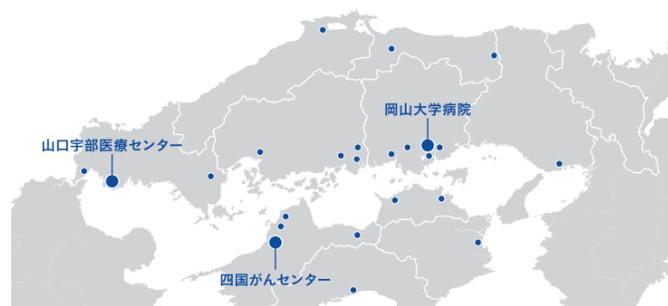 岡山大学病院
山口宇部医療センター
四国がんセンター